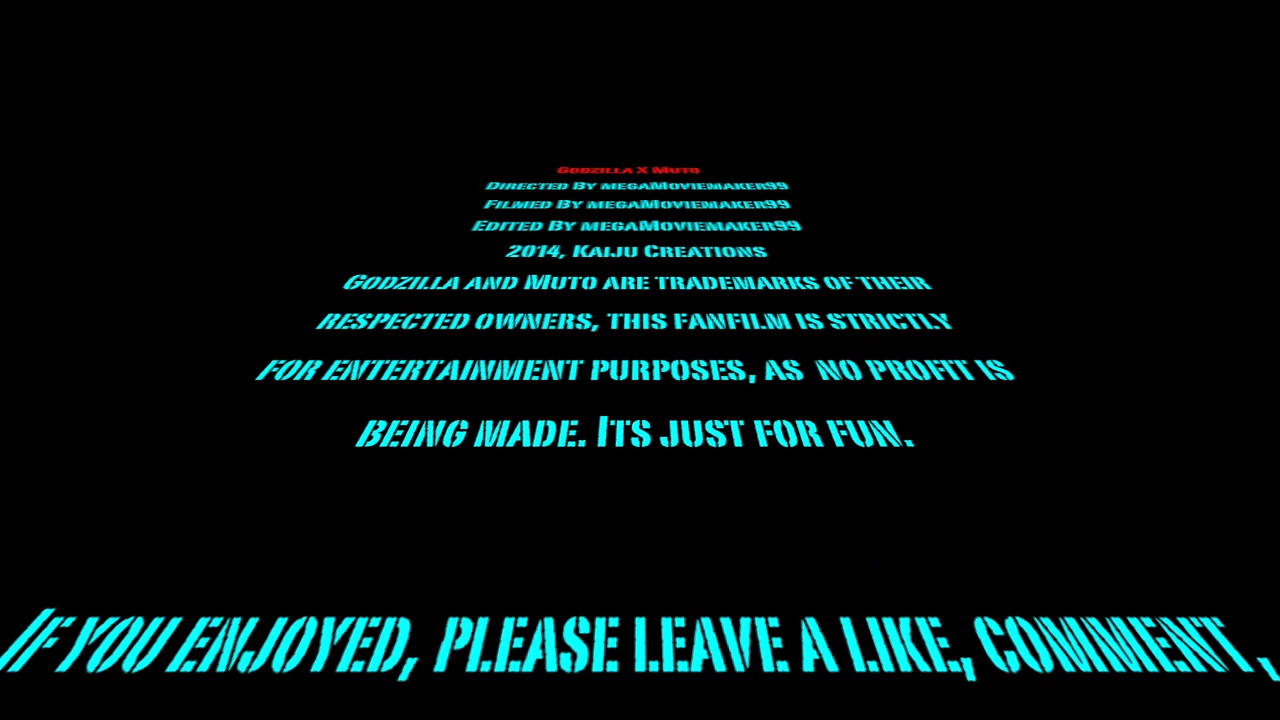 Godzilla X Muto
Directed By megaMoviemaker99
Filmed By megaMoviemaker99
Edited By megaMoviemaker99
2014, Kaiju Creations
Godzilla and Muto are trademarks of their
respected owners, this fanfilm is strictly
for entertainment purposes, as  no profit is
being made. Its just for fun.
If you enjoyed, please leave a like, comment,